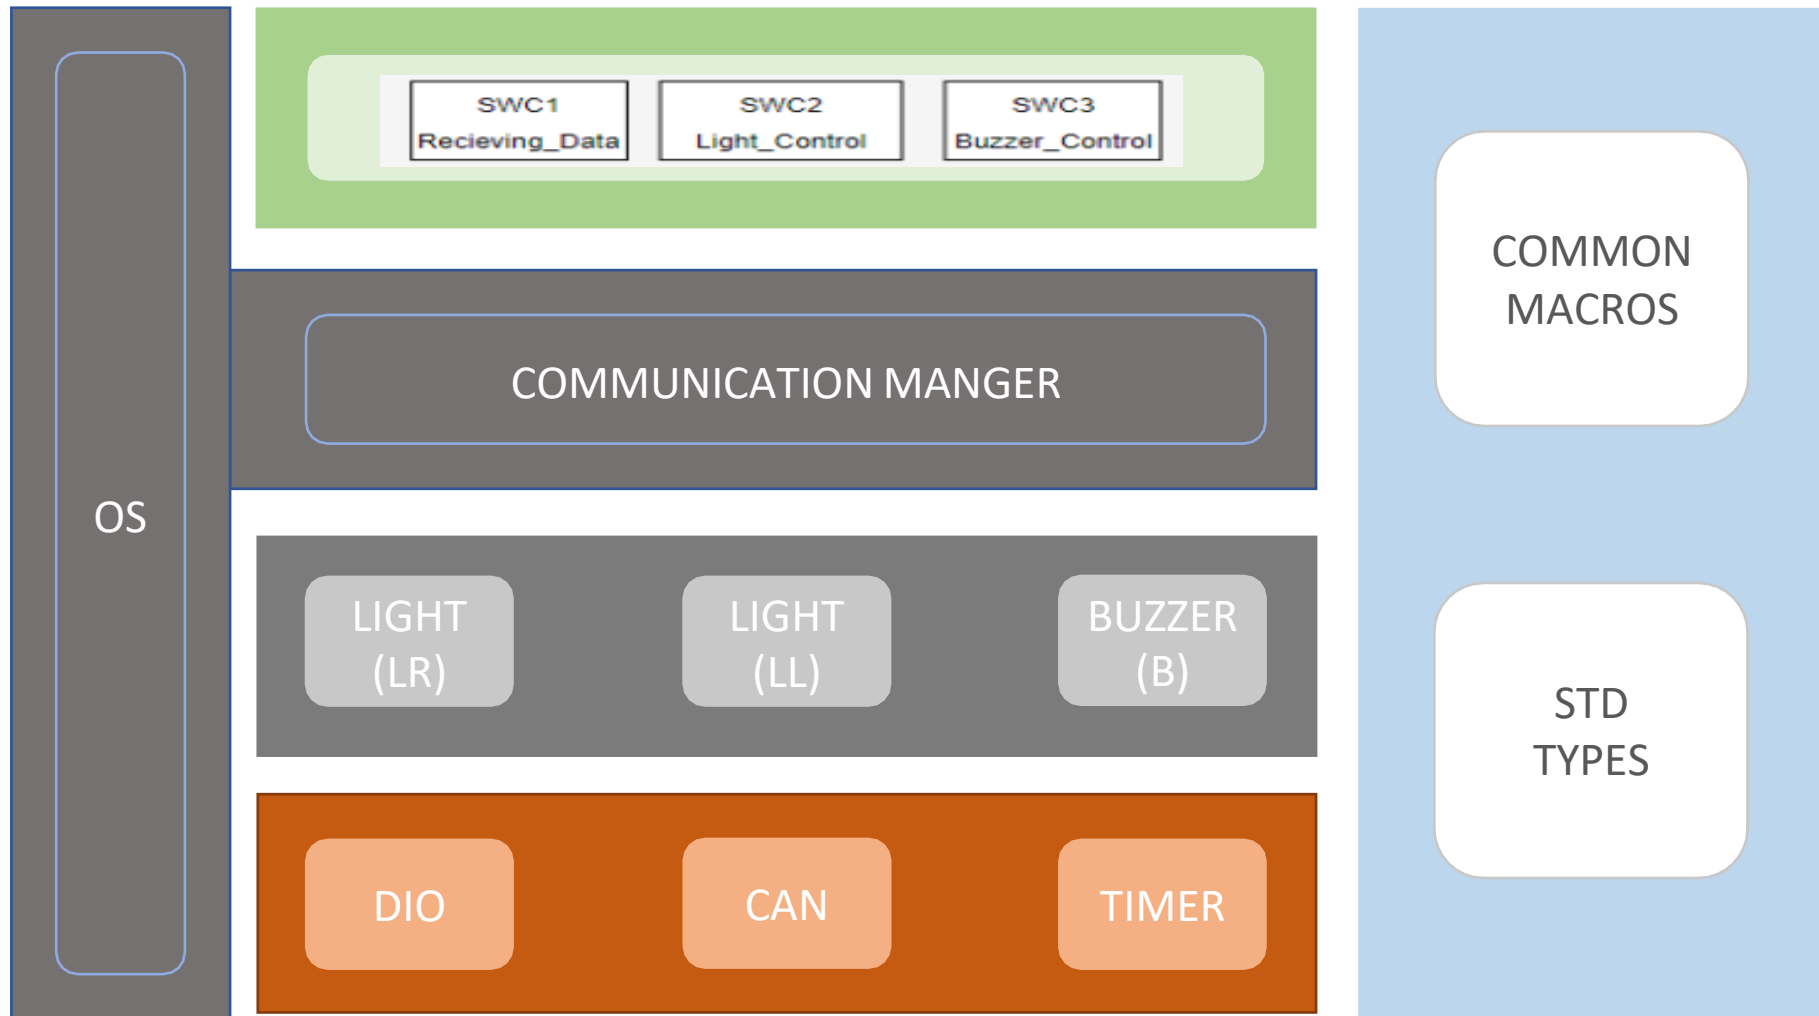 OS
SWC1
Recieving_Data
SWC2
Light_Control
SWC3
Buzzer_Control
COMMUNICATION MANGER
LIGHT
(LR)
LIGHT
(LL)
BUZZER
(B)
DIO
CAN
TIMER
COMMON
MACROS
STD
TYPES